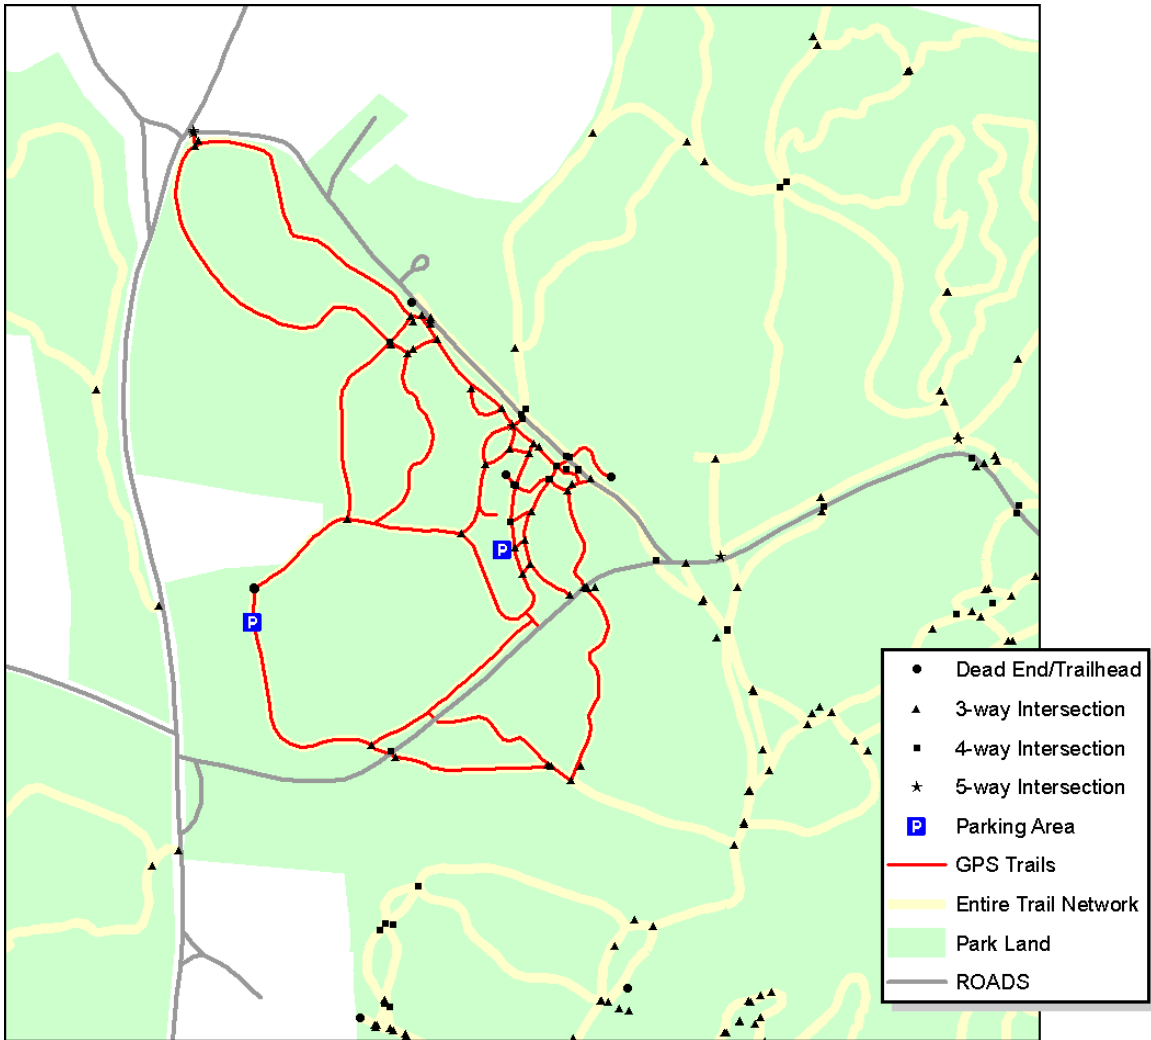 P
P
Dead End/Trailhead
3-way Intersection
4-way Intersection
5-way Intersection
P Parking Area
GPS Trails
Entire Trail Network
Park Land
ROADS